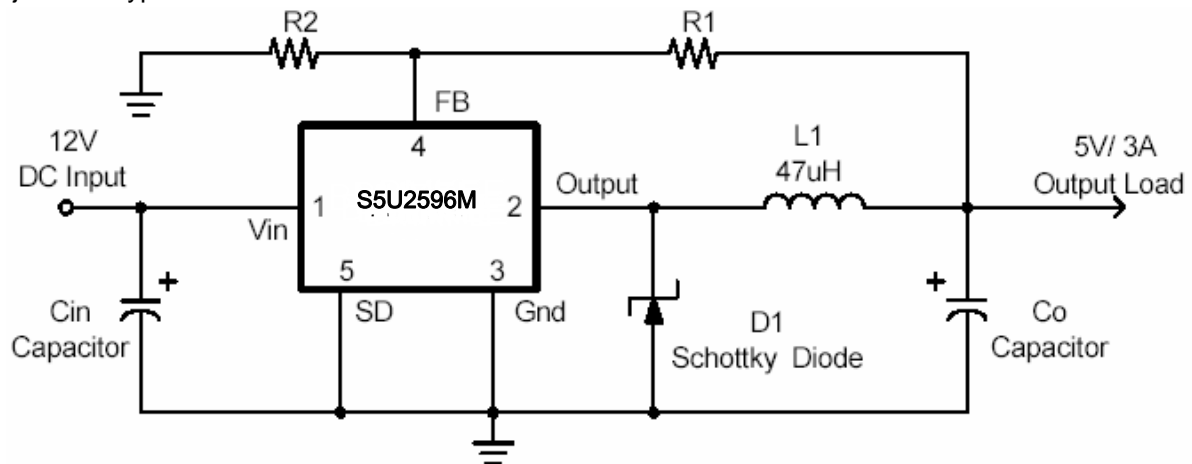 R2
R1
FB
4
12V
DC Input
L1
47uH
5V/ 3A
Output Load
Vin
1
S5U2596M
2
Output
5
3
SD
Gnd
+
Cin
Capacitor
D1
Schottky Diode
+
Co
Capacitor